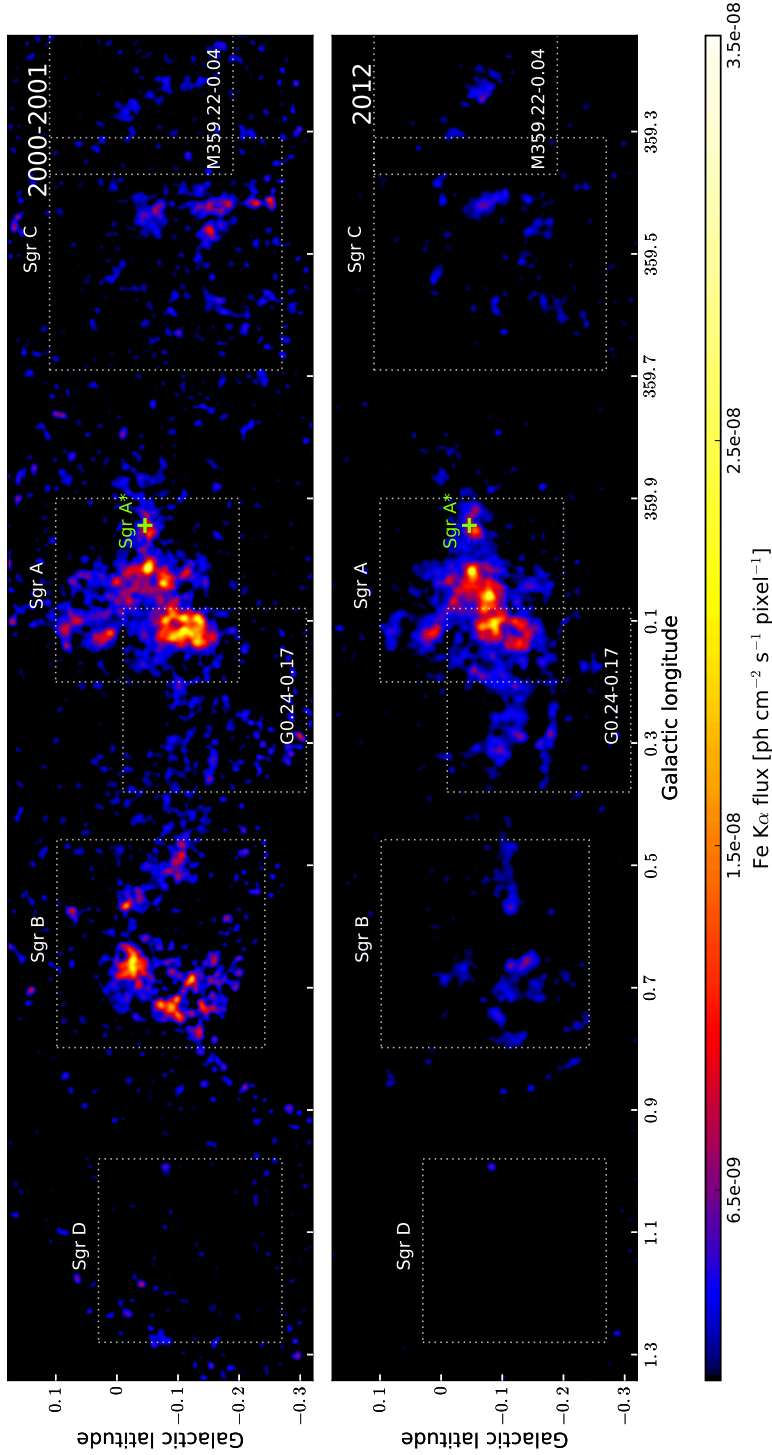 2000-2001
Sgr D
Sgr B
Sgr A
Sgr A*
G0.24-0.17
Sgr C
M359.22-0.04
Galactic latitude
0.1
0
−0.1
−0.2
−0.3
2012
Sgr D
Sgr B
Sgr A
Sgr A*
G0.24-0.17
Sgr C
M359.22-0.04
Galactic latitude
0.1
0
−0.1
−0.2
−0.3
1.3 1.1 0.9 0.7 0.5 0.3 0.1 359.9 359.7 359.5 359.3
Galactic longitude
6.5e-09 1.5e-08 2.5e-08 3.5e-08
Fe Kα flux [ph cm⁻² s⁻¹ pixel⁻¹]